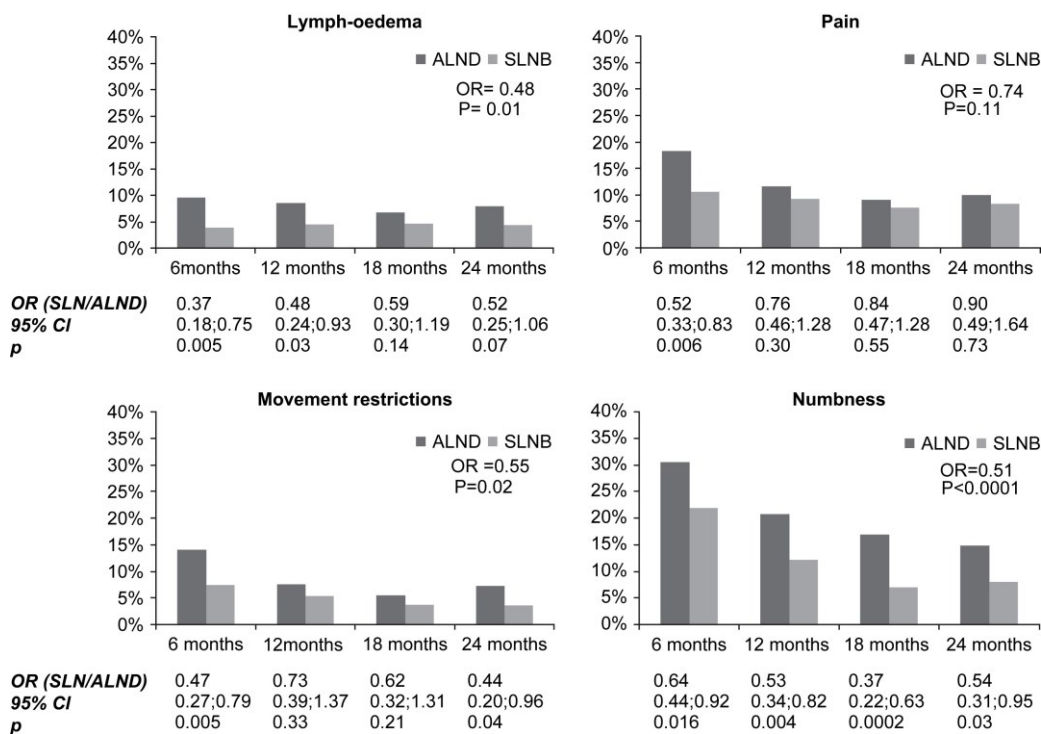 Lymph-oedema
40%
35%
30%
25%
20%
15%
10%
5%
0%
ALND SLNB
OR= 0.48
P= 0.01
6months 12 months 18 months 24 months
Pain
40%
35%
30%
25%
20%
15%
10%
5%
0%
ALND SLNB
OR = 0.74
P=0.11
6 months 12 months 18 months 24 months
OR (SLN/ALND) 0.37 0.48 0.59 0.52 0.52 0.76 0.84 0.90
95% CI 0.18;0.75 0.24;0.93 0.30;1.19 0.25;1.06 0.33;0.83 0.46;1.28 0.47;1.28 0.49;1.64
p 0.005 0.03 0.14 0.07 0.006 0.30 0.55 0.73
Movement restrictions
40%
35%
30%
25%
20%
15%
10%
5%
0%
ALND SLNB
OR =0.55
P=0.02
6 months 12months 18 months 24 months
Numbness
40%
35%
30%
25%
20%
15%
10%
5%
0%
ALND SLNB
OR=0.51
P<0.0001
6 months 12 months 18 months 24 months
OR (SLN/ALND) 0.47 0.73 0.62 0.44 0.64 0.53 0.37 0.54
95% CI 0.27;0.79 0.39;1.37 0.32;1.31 0.20;0.96 0.44;0.92 0.34;0.82 0.22;0.63 0.31;0.95
p 0.005 0.33 0.21 0.04 0.016 0.004 0.0002 0.03